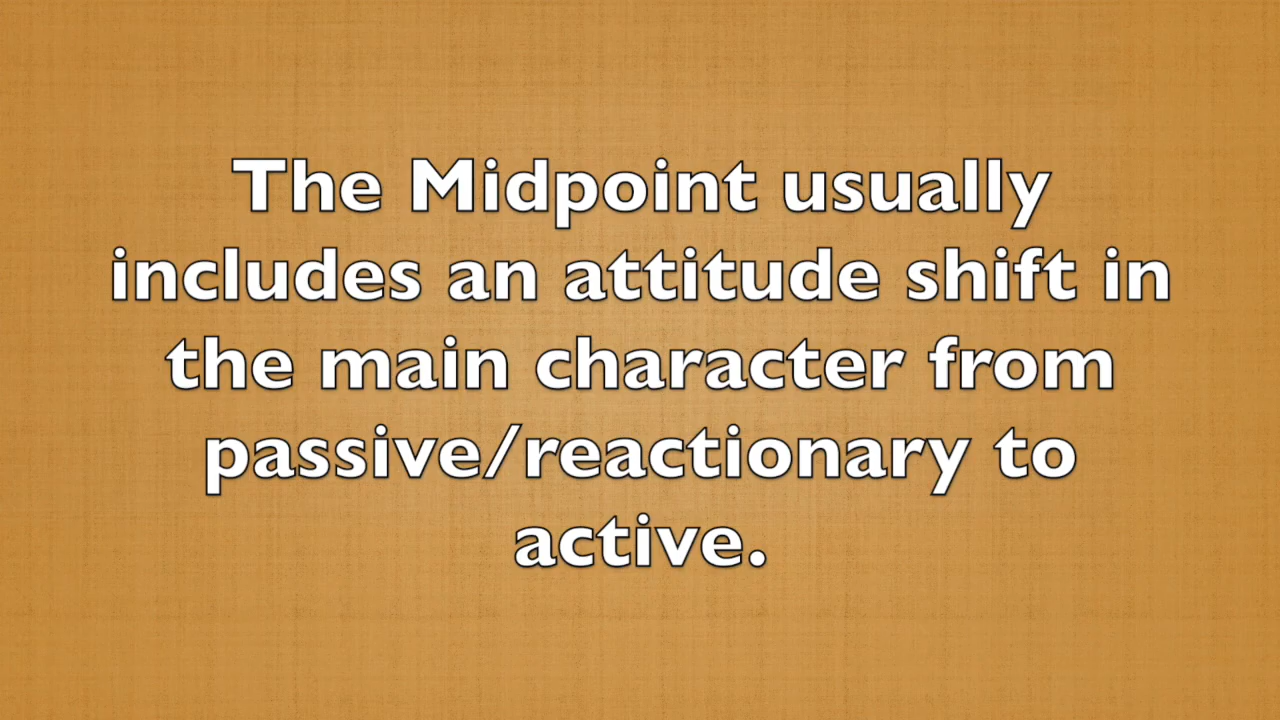 The Midpoint usually
includes an attitude shift in
the main character from
passive/reactionary to
active.